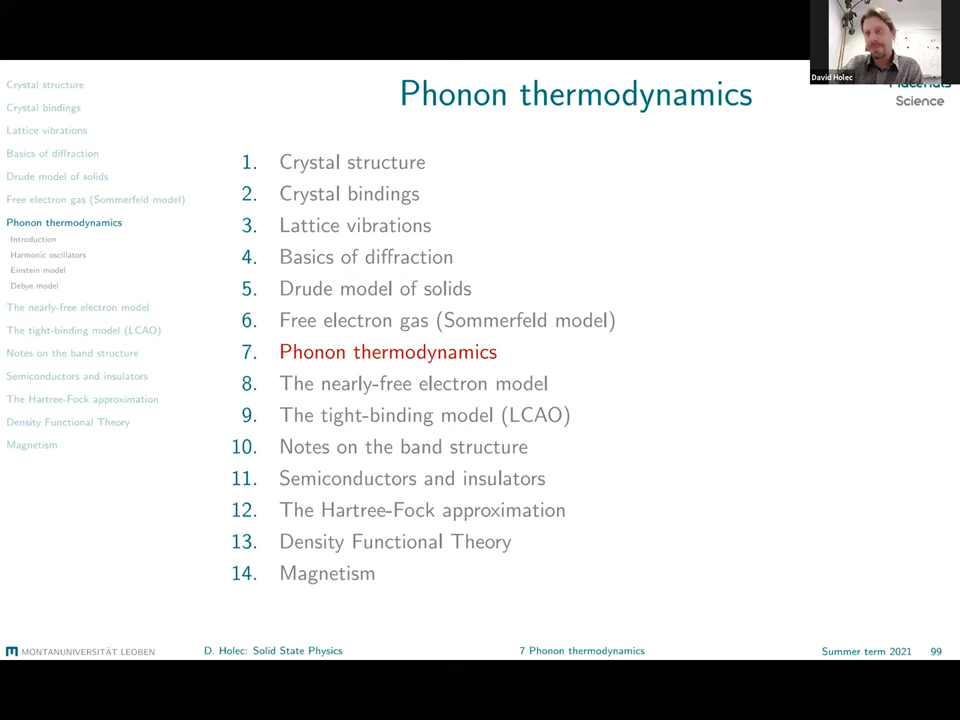 David Holec
Materials
Science
Phonon thermodynamics
Crystal structure
Crystal bindings
Lattice vibrations
Basics of diffraction
Drude model of solids
Free electron gas (Sommerfeld model)
Phonon thermodynamics
Introduction
Harmonic oscillators
Einstein model
Debye model
The nearly-free electron model
The tight-binding model (LCAO)
Notes on the band structure
Semiconductors and insulators
The Hartree-Fock approximation
Density Functional Theory
Magnetism
1. Crystal structure
2. Crystal bindings
3. Lattice vibrations
4. Basics of diffraction
5. Drude model of solids
6. Free electron gas (Sommerfeld model)
7. Phonon thermodynamics
8. The nearly-free electron model
9. The tight-binding model (LCAO)
10. Notes on the band structure
11. Semiconductors and insulators
12. The Hartree-Fock approximation
13. Density Functional Theory
14. Magnetism
MONTANUNIVERSITÄT LEOBEN D. Holec: Solid State Physics 7 Phonon thermodynamics Summer term 2021 99